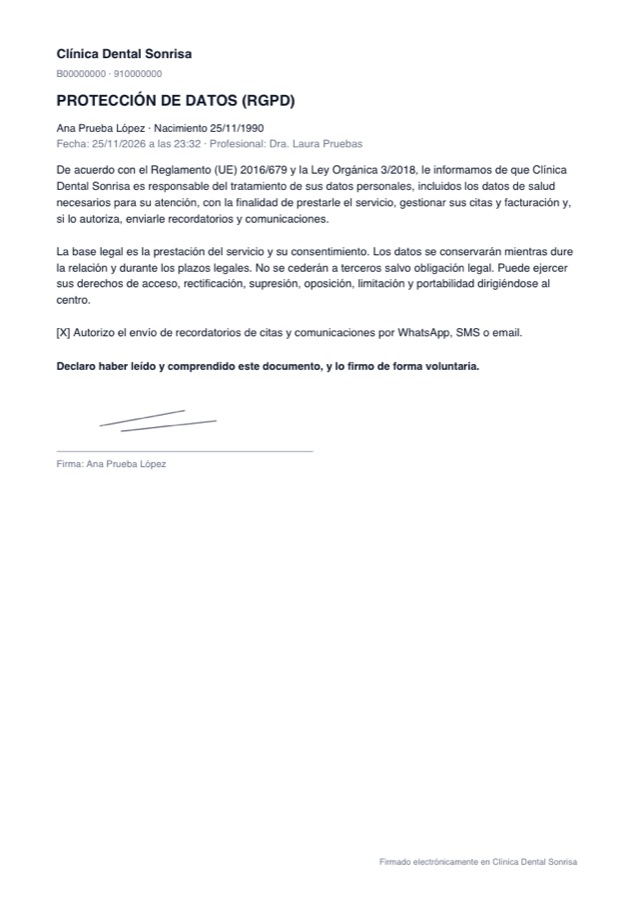 Clínica Dental Sonrisa
B00000000 · 910000000
PROTECCIÓN DE DATOS (RGPD)
Ana Prueba López · Nacimiento 25/11/1990
Fecha: 25/11/2026 a las 23:32 · Profesional: Dra. Laura Pruebas
De acuerdo con el Reglamento (UE) 2016/679 y la Ley Orgánica 3/2018, le informamos de que Clínica
Dental Sonrisa es responsable del tratamiento de sus datos personales, incluidos los datos de salud
necesarios para su atención, con la finalidad de prestarle el servicio, gestionar sus citas y facturación y,
si lo autoriza, enviarle recordatorios y comunicaciones.
La base legal es la prestación del servicio y su consentimiento. Los datos se conservarán mientras dure
la relación y durante los plazos legales. No se cederán a terceros salvo obligación legal. Puede ejercer
sus derechos de acceso, rectificación, supresión, oposición, limitación y portabilidad dirigiéndose al
centro.
[X] Autorizo el envío de recordatorios de citas y comunicaciones por WhatsApp, SMS o email.
Declaro haber leído y comprendido este documento, y lo firmo de forma voluntaria.
Firma: Ana Prueba López
Firmado electrónicamente en Clínica Dental Sonrisa